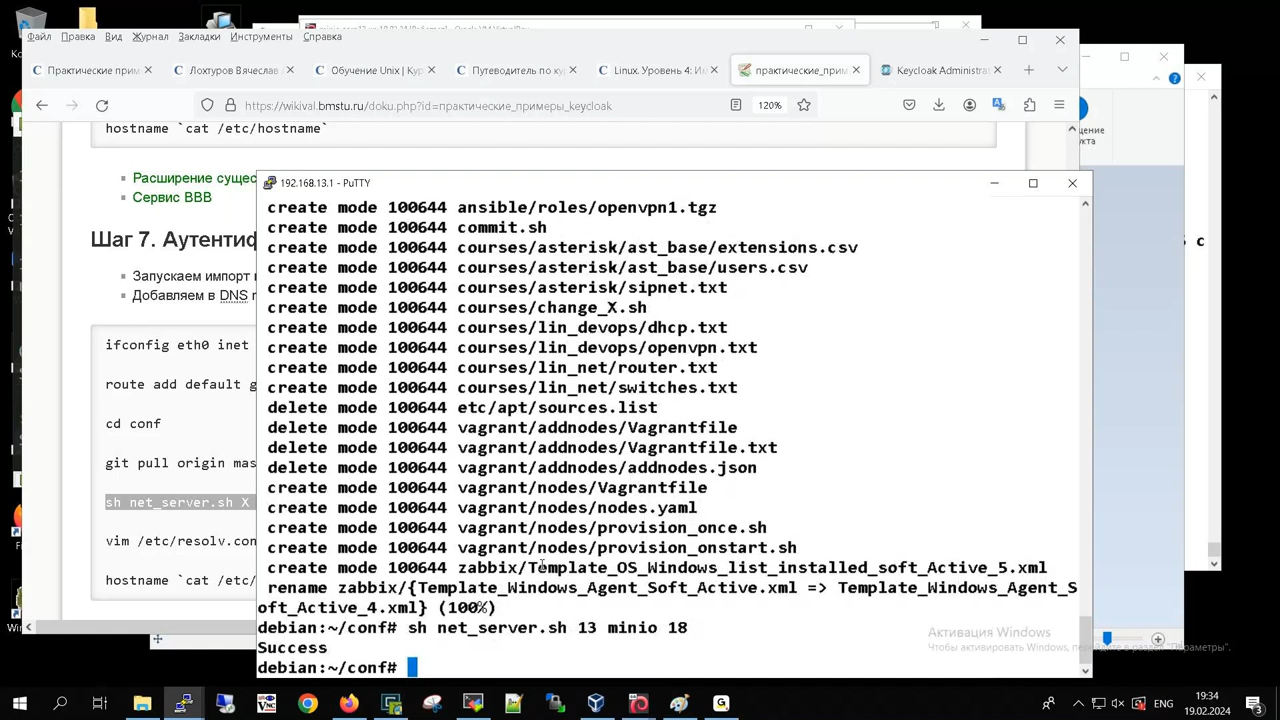 Файл Правка Вид Журнал Закладки Инструменты Справка
Практические прим
Лохтуров Вячеслав
Обучение Unix | Кур
Путеводитель по ку
Linux. Уровень 4: И
практические_прим
Keycloak Administra
https://wikival.bmstu.ru/doku.php?id=практические_примеры_keycloak
120%
hostname `cat /etc/hostname`
Расширение сущес
Сервис BBB
Шаг 7. Аутентиф
Запускаем импорт
Добавляем в DNS
ifconfig eth0 inet
route add default g
cd conf
git pull origin mas
sh net_server.sh X
vim /etc/resolv.con
hostname `cat /etc/
192.168.13.1 - PuTTY
create mode 100644 ansible/roles/openvpn1.tgz
create mode 100644 commit.sh
create mode 100644 courses/asterisk/ast_base/extensions.csv
create mode 100644 courses/asterisk/ast_base/users.csv
create mode 100644 courses/asterisk/sipnet.txt
create mode 100644 courses/change_X.sh
create mode 100644 courses/lin_devops/dhcp.txt
create mode 100644 courses/lin_devops/openvpn.txt
create mode 100644 courses/lin_net/router.txt
create mode 100644 courses/lin_net/switches.txt
delete mode 100644 etc/apt/sources.list
delete mode 100644 vagrant/addnodes/Vagrantfile
delete mode 100644 vagrant/addnodes/Vagrantfile.txt
delete mode 100644 vagrant/addnodes/addnodes.json
create mode 100644 vagrant/nodes/Vagrantfile
create mode 100644 vagrant/nodes/nodes.yaml
create mode 100644 vagrant/nodes/provision_once.sh
create mode 100644 vagrant/nodes/provision_onstart.sh
create mode 100644 zabbix/Template_OS_Windows_list_installed_soft_Active_5.xml
rename zabbix/{Template_Windows_Agent_Soft_Active.xml => Template_Windows_Agent_S
oft_Active_4.xml} (100%)
debian:~/conf# sh net_server.sh 13 minio 18
Success
debian:~/conf#
Активация Windows
Чтобы активировать Windows, перейдите в раздел "Параметры".
щение
кта
с
ENG
19:34
19.02.2024
3